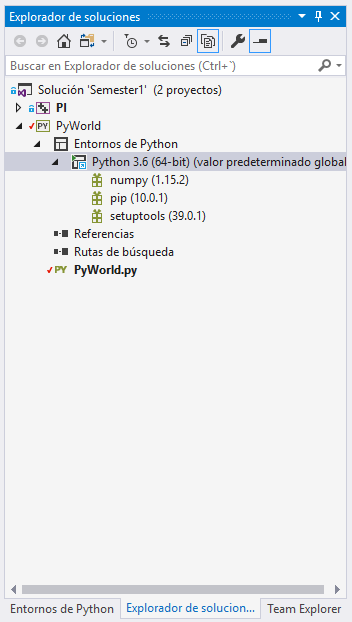 Explorador de soluciones
Buscar en Explorador de soluciones (Ctrl+`)
Solución 'Semester1' (2 proyectos)
PI
PY PyWorld
Entornos de Python
Python 3.6 (64-bit) (valor predeterminado global
numpy (1.15.2)
pip (10.0.1)
setuptools (39.0.1)
Referencias
Rutas de búsqueda
PY PyWorld.py
Entornos de Python Explorador de solucion... Team Explorer